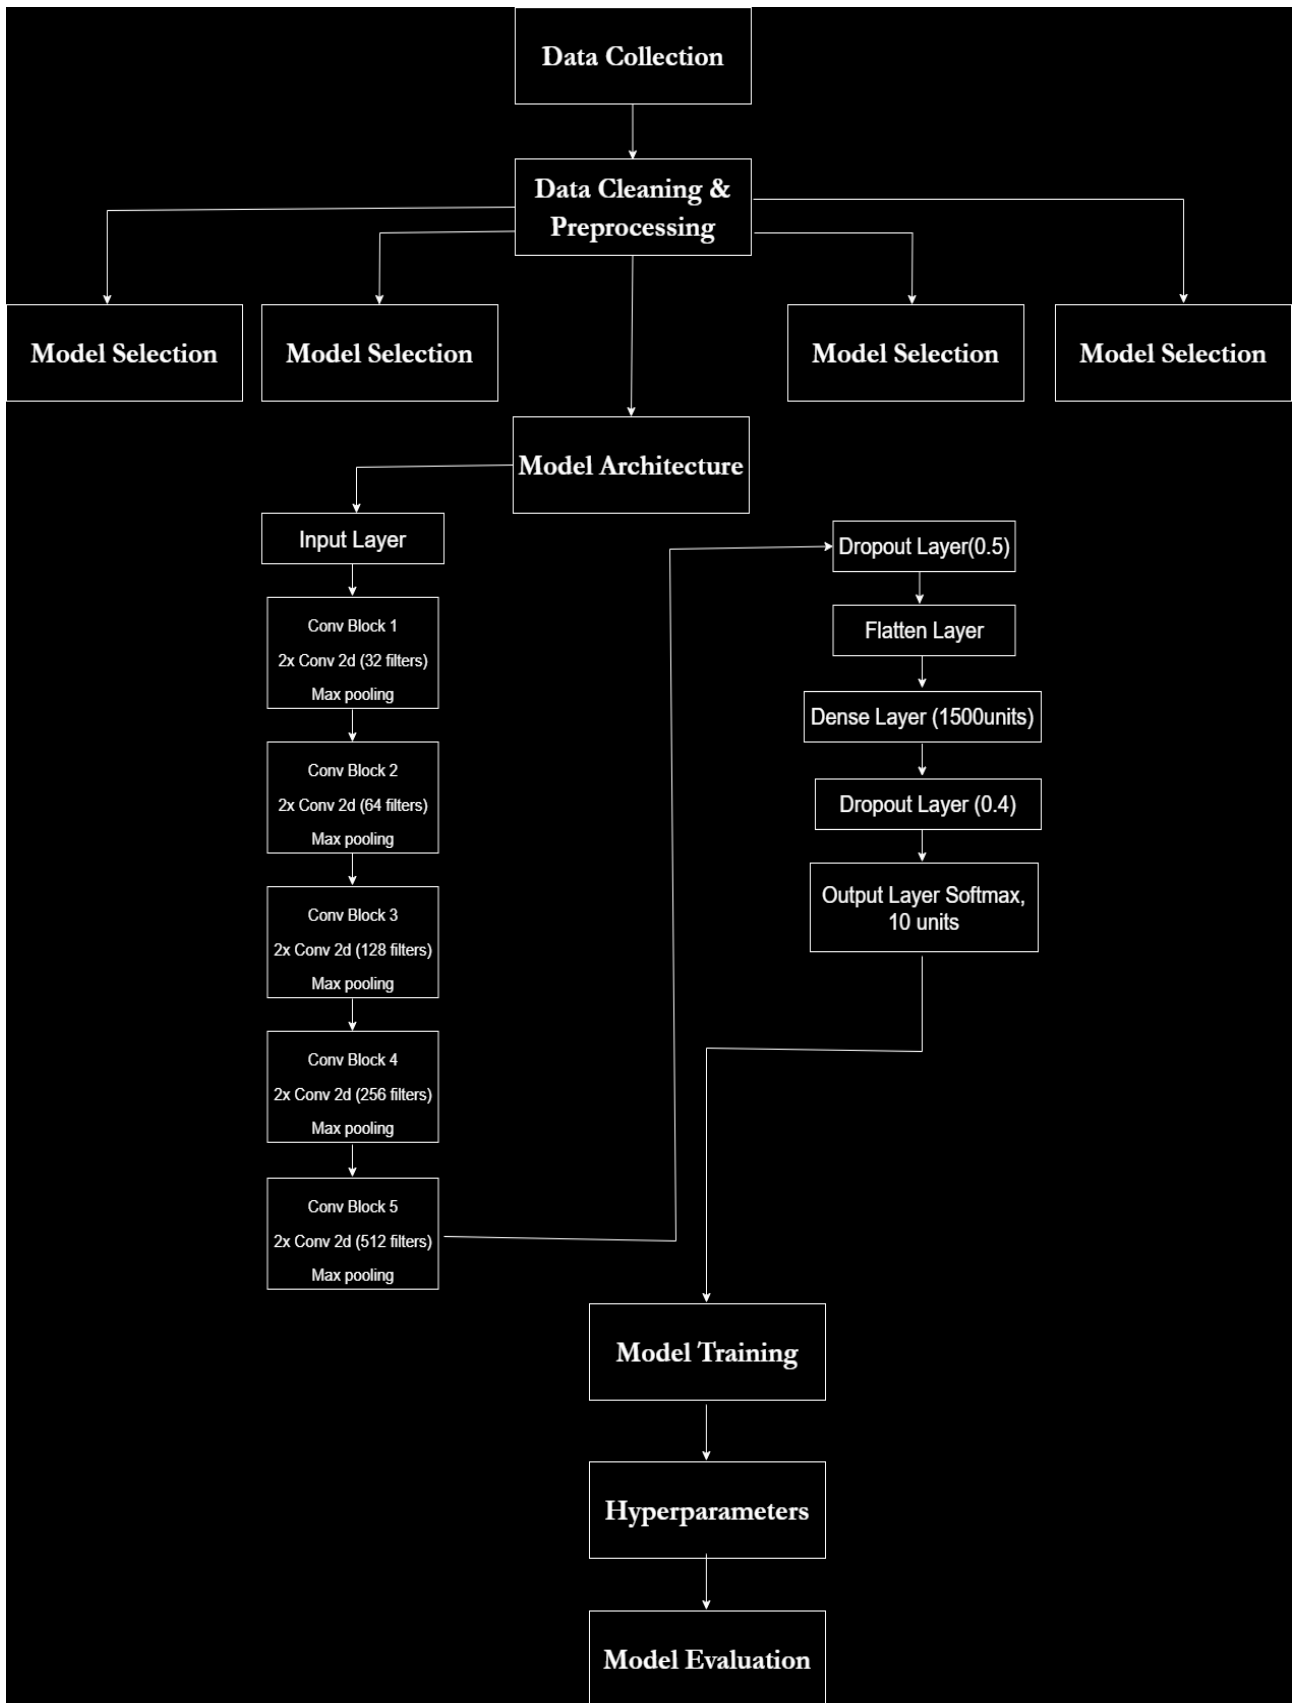 Data Collection
Data Cleaning &
Preprocessing
Model Selection
Model Selection
Model Selection
Model Selection
Model Architecture
Input Layer
Conv Block 1
2x Conv 2d (32 filters)
Max pooling
Conv Block 2
2x Conv 2d (64 filters)
Max pooling
Conv Block 3
2x Conv 2d (128 filters)
Max pooling
Conv Block 4
2x Conv 2d (256 filters)
Max pooling
Conv Block 5
2x Conv 2d (512 filters)
Max pooling
Dropout Layer(0.5)
Flatten Layer
Dense Layer (1500units)
Dropout Layer (0.4)
Output Layer Softmax,
10 units
Model Training
Hyperparameters
Model Evaluation